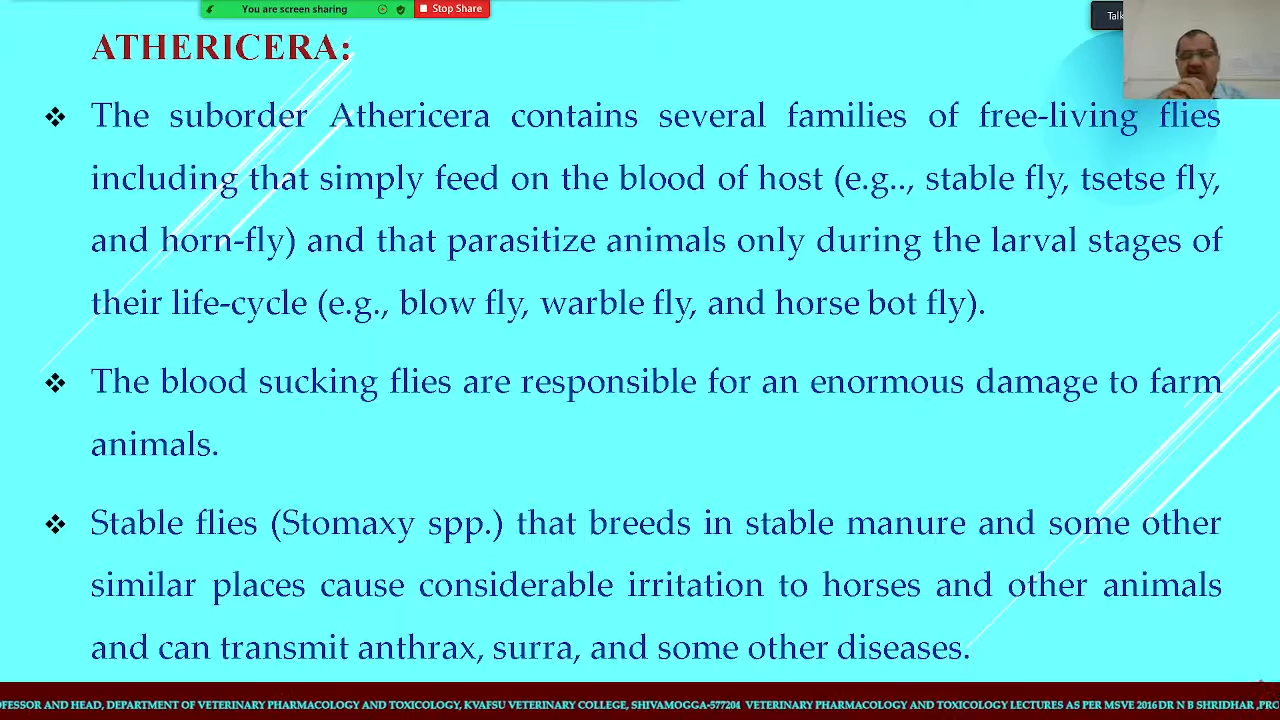 You are screen sharing
Stop Share
Talk
ATHERICERA:
The suborder Athericera contains several families of free-living flies
including that simply feed on the blood of host (e.g.., stable fly, tsetse fly,
and horn-fly) and that parasitize animals only during the larval stages of
their life-cycle (e.g., blow fly, warble fly, and horse bot fly).
The blood sucking flies are responsible for an enormous damage to farm
animals.
Stable flies (Stomaxy spp.) that breeds in stable manure and some other
similar places cause considerable irritation to horses and other animals
and can transmit anthrax, surra, and some other diseases.
OFESSOR AND HEAD, DEPARTMENT OF VETERINARY PHARMACOLOGY AND TOXICOLOGY, KVAFSU VETERINARY COLLEGE, SHIVAMOGGA-577204 VETERINARY PHARMACOLOGY AND TOXICOLOGY LECTURES AS PER MSVE 2016 DR N B SHRIDHAR ,PRO